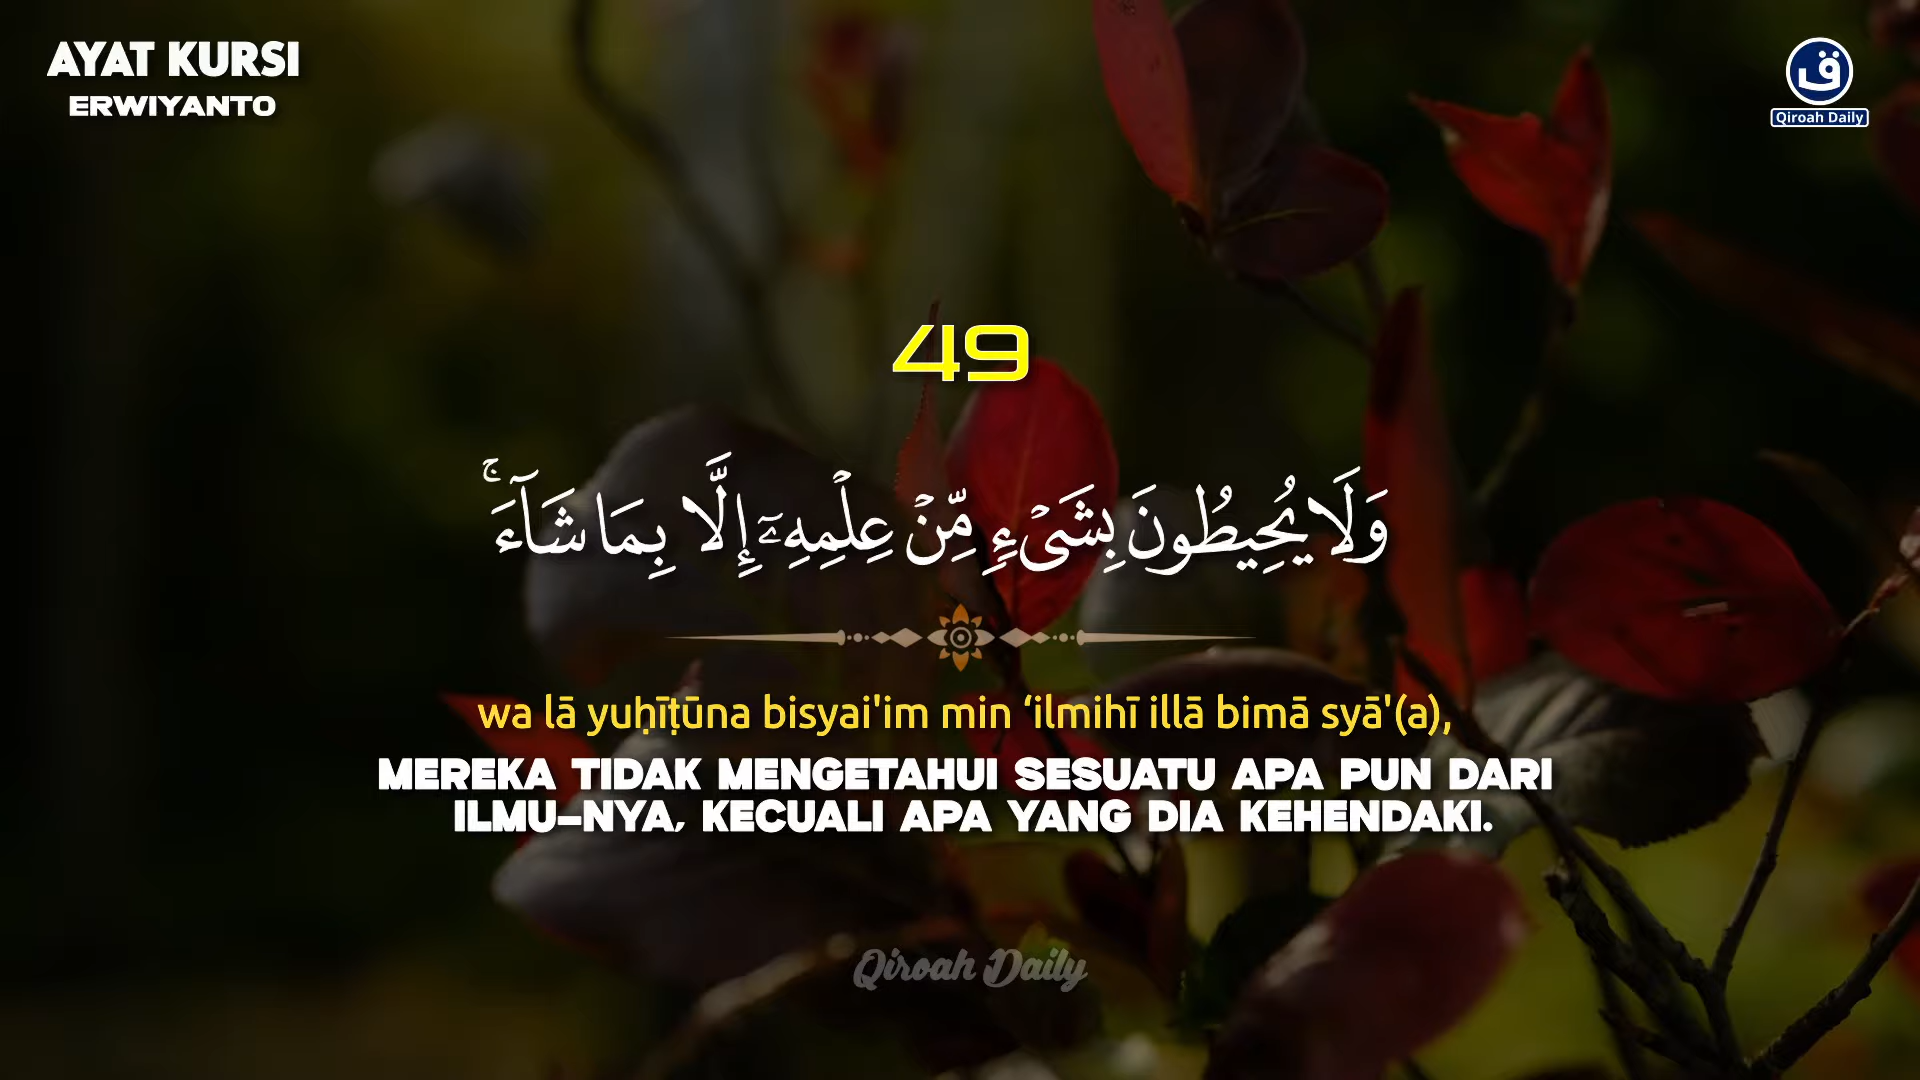 AYAT KURSI
ERWIYANTO
ق
Qiroah Daily
49
وَلَا يُحِيطُونَ بِشَىْءٍ مِّنْ عِلْمِهِۦٓ إِلَّا بِمَا شَآءَ ۚ
wa lā yuḥīṭūna bisyai'im min ‘ilmihī illā bimā syā'(a),
MEREKA TIDAK MENGETAHUI SESUATU APA PUN DARI
ILMU-NYA, KECUALI APA YANG DIA KEHENDAKI.
Qiroah Daily